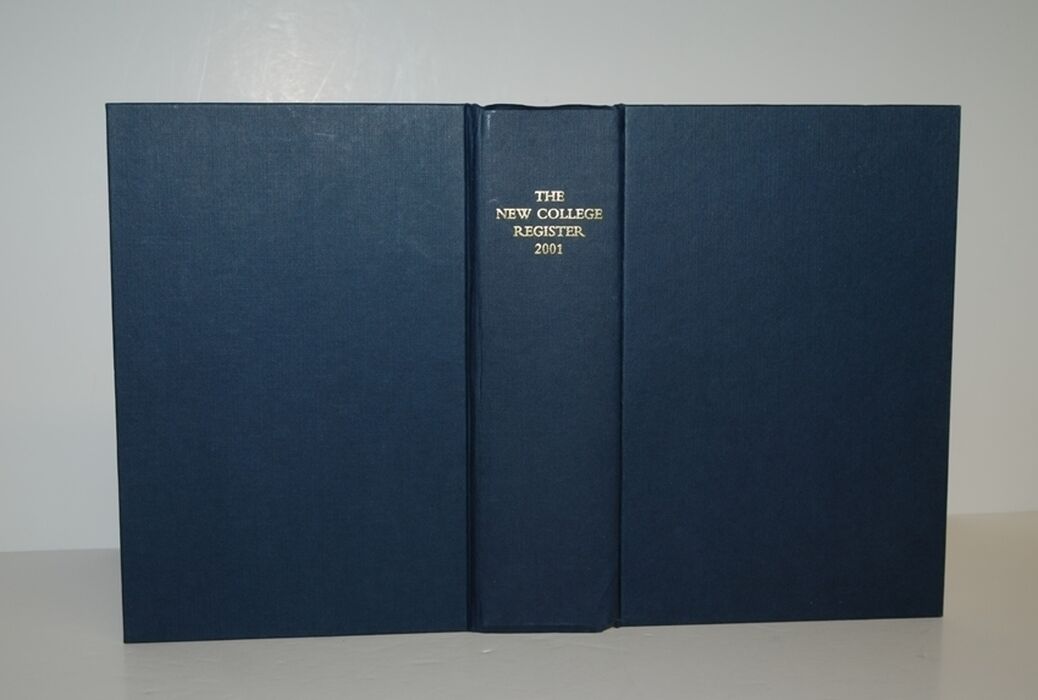 THE
NEW COLLEGE
REGISTER
2001